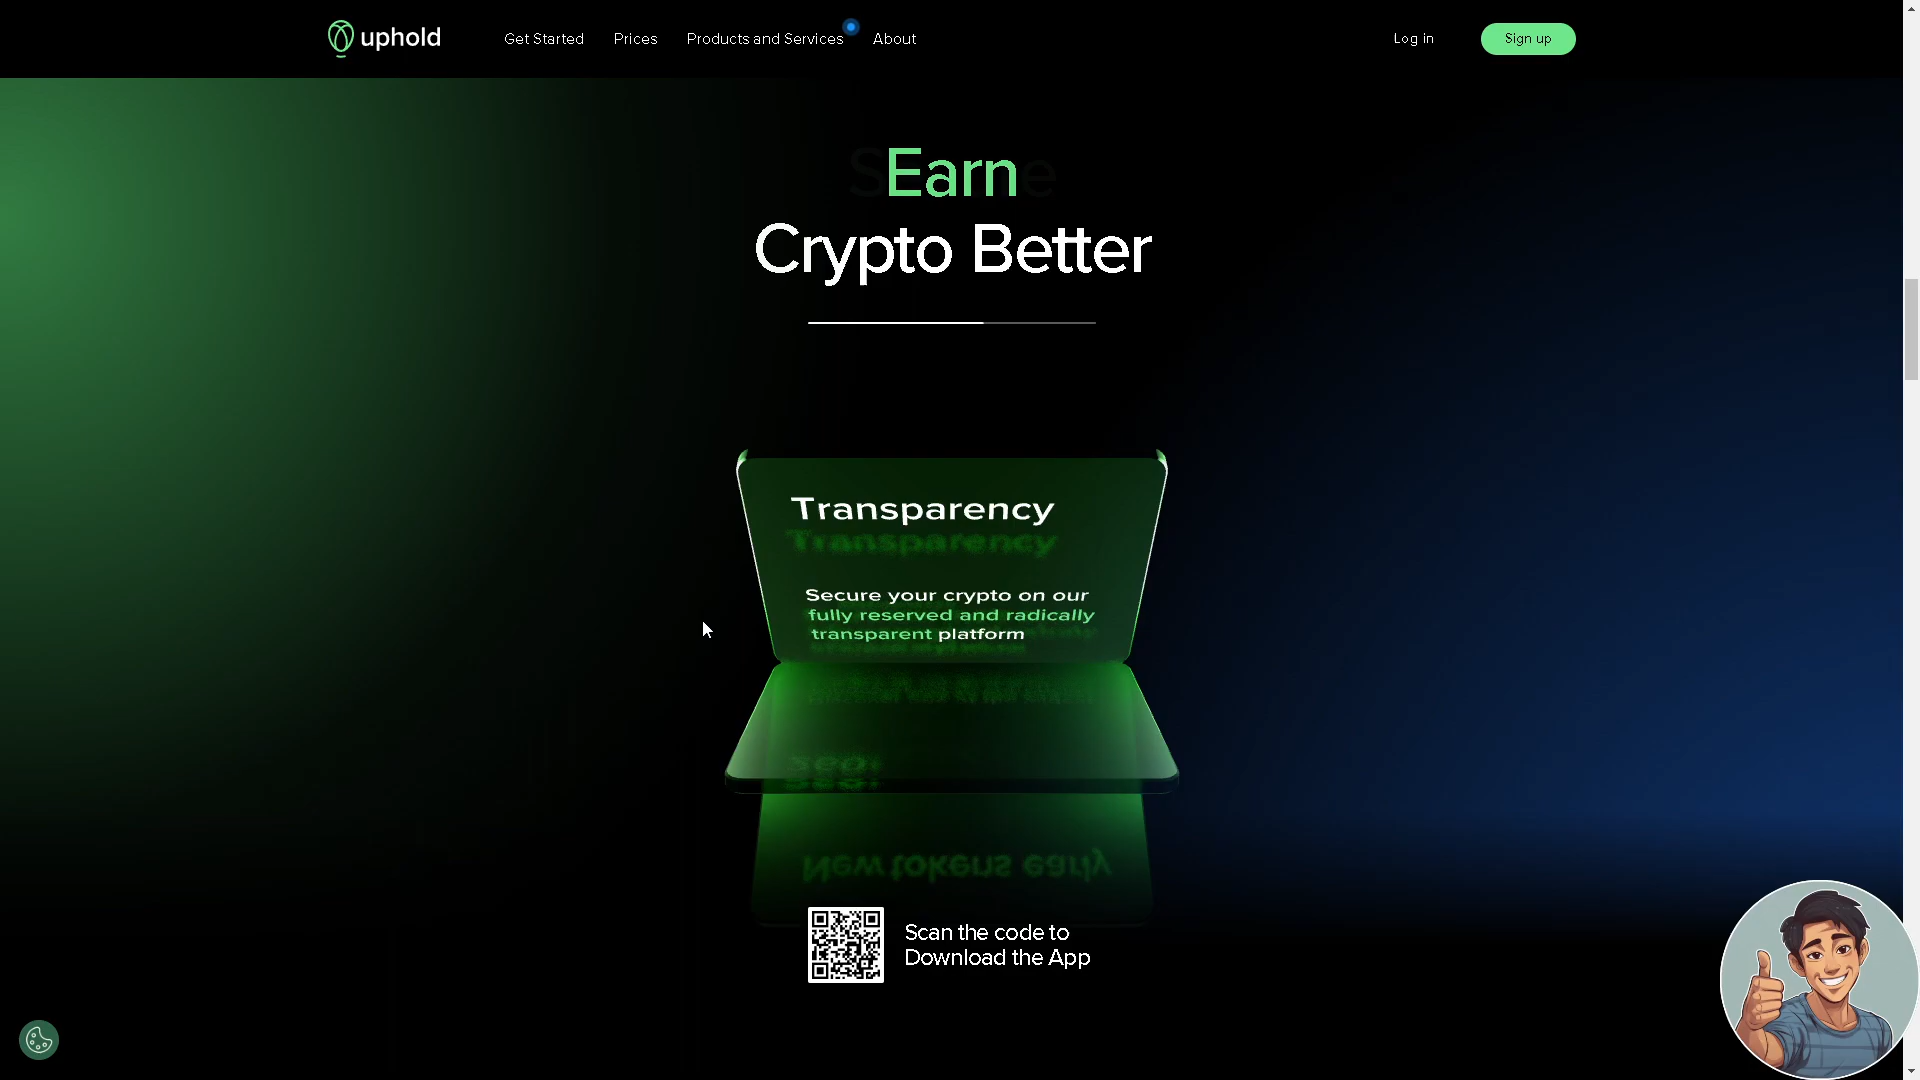 uphold
Get Started
Prices
Products and Services
About
Log in
Sign up
Earn
Crypto Better
Transparency
Secure your crypto on our
fully reserved and radically
transparent platform
New tokens early
Scan the code to
Download the App